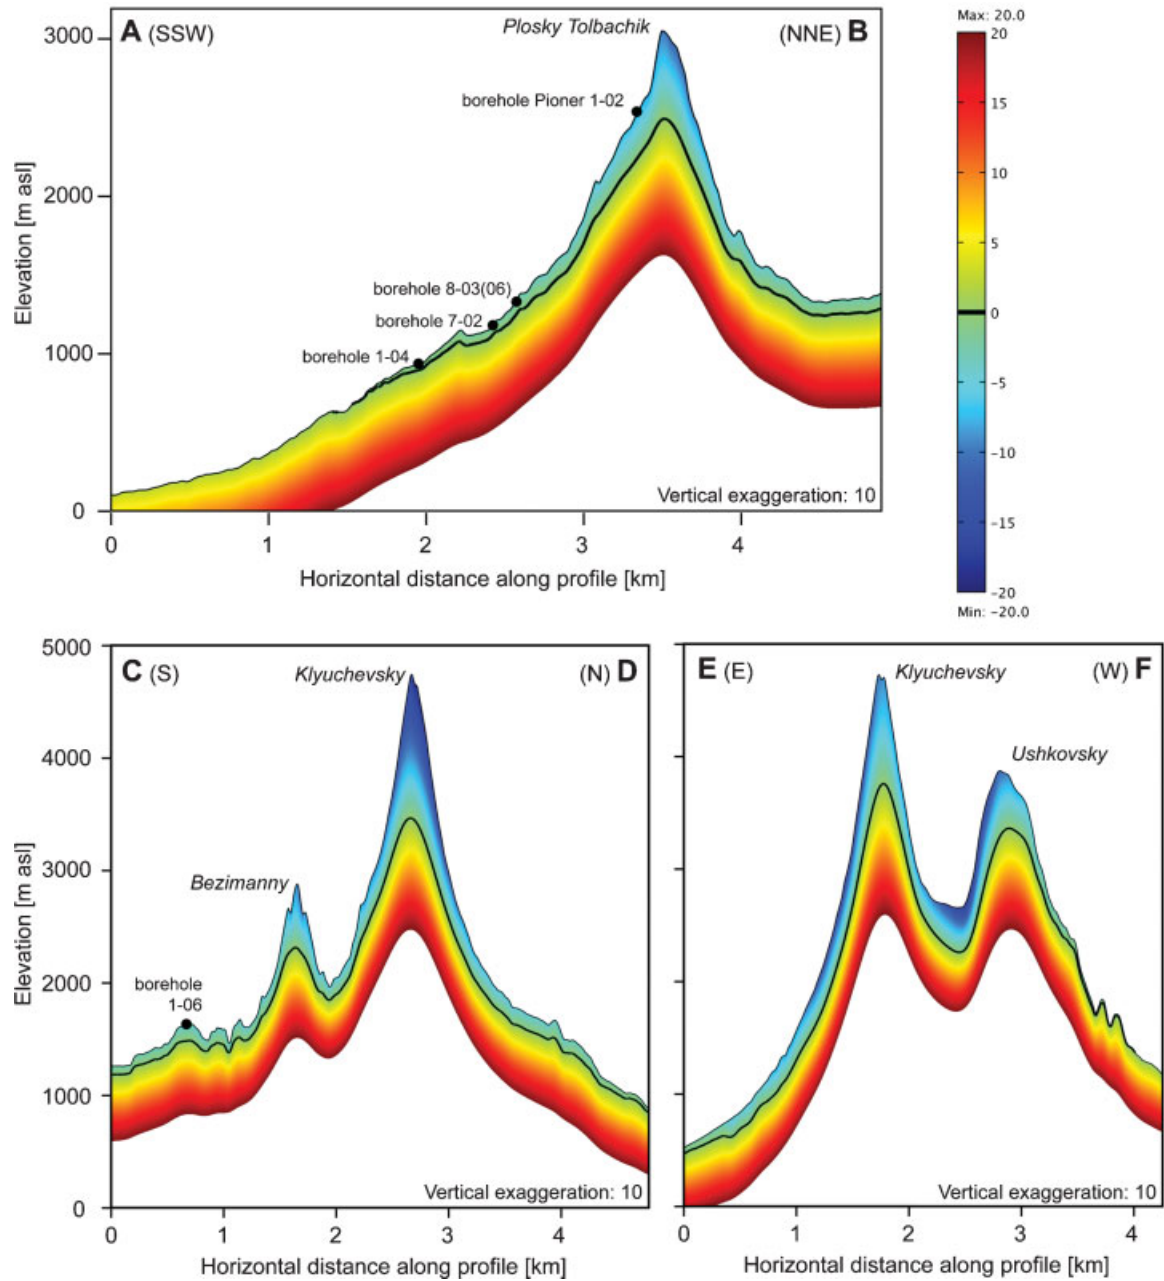 A (SSW)
Plosky Tolbachik
(NNE) B
borehole Pioner 1-02
borehole 8-03(06)
borehole 7-02
borehole 1-04
Vertical exaggeration: 10
3000
2000
1000
0
Elevation [m asl]
0 1 2 3 4
Horizontal distance along profile [km]
Max: 20.0
20
15
10
5
0
-5
-10
-15
-20
Min: -20.0
C (S)
Klyuchevsky
(N) D
Bezimanny
borehole
1-06
Vertical exaggeration: 10
5000
4000
3000
2000
1000
0
Elevation [m asl]
0 1 2 3 4
Horizontal distance along profile [km]
E (E)
Klyuchevsky
(W) F
Ushkovsky
Vertical exaggeration: 10
0 1 2 3 4
Horizontal distance along profile [km]